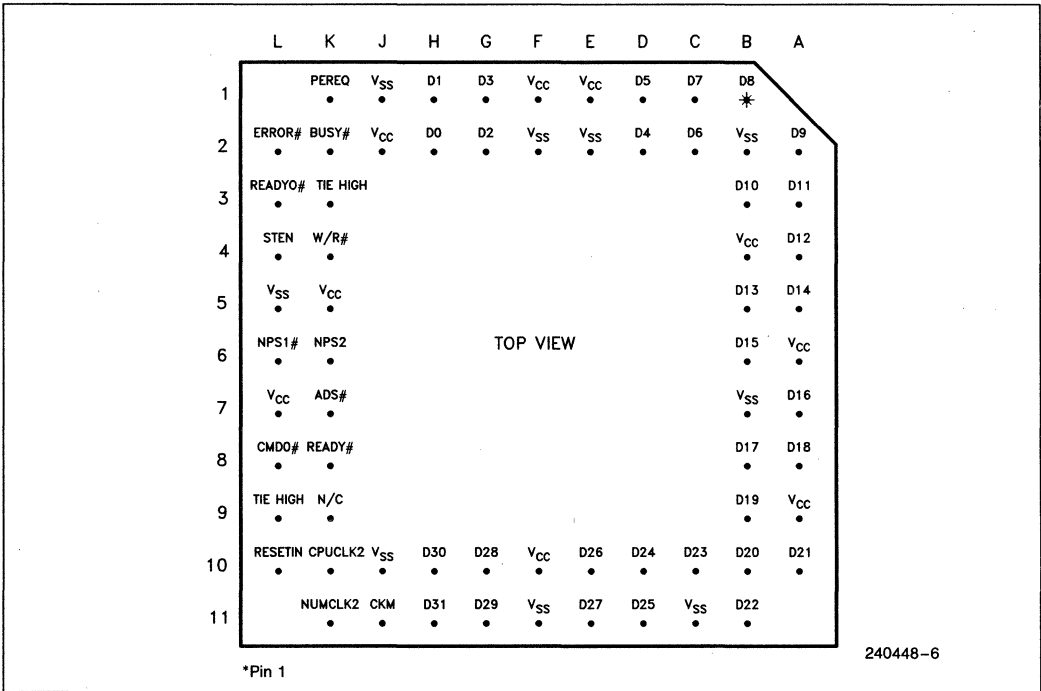 L K J H G F E D C B A
PEREQ VSS D1 D3 VCC VCC D5 D7 D8
1
ERROR# BUSY# VCC D0 D2 VSS VSS D4 D6 VSS D9
2
READYO# TIE HIGH D10 D11
3
STEN W/R# VCC D12
4
VSS VCC D13 D14
5
NPS1# NPS2 TOP VIEW D15 VCC
6
VCC ADS# VSS D16
7
CMD0# READY# D17 D18
8
TIE HIGH N/C D19 VCC
9
RESETIN CPUCLK2 VSS D30 D28 VCC D26 D24 D23 D20 D21
10
NUMCLK2 CKM D31 D29 VSS D27 D25 VSS D22
11
240448-6
*Pin 1